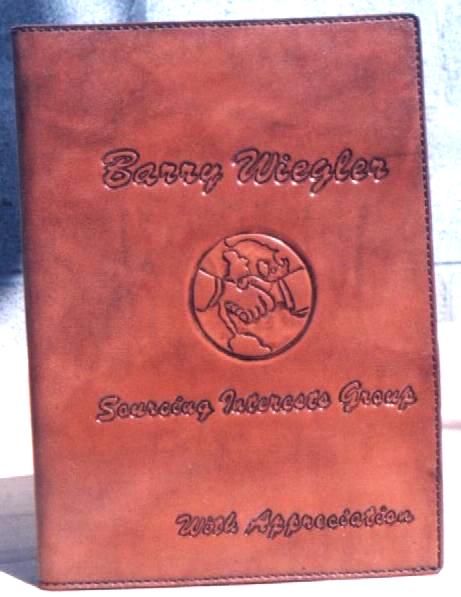 Barry Wiegler
Sourcing Interests Group
With Appreciation